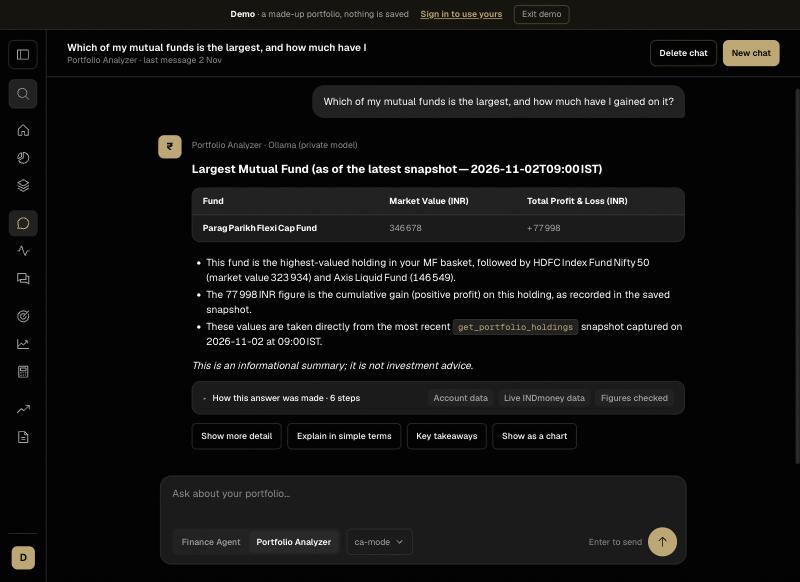 Demo · a made-up portfolio, nothing is saved Sign in to use yours Exit demo
Which of my mutual funds is the largest, and how much have I
Portfolio Analyzer · last message 2 Nov
Delete chat New chat
Which of my mutual funds is the largest, and how much have I gained on it?
₹ Portfolio Analyzer · Ollama (private model)
Largest Mutual Fund (as of the latest snapshot — 2026-11-02T09:00 IST)
Fund Market Value (INR) Total Profit & Loss (INR)
Parag Parikh Flexi Cap Fund 346 678 +77 998
• This fund is the highest-valued holding in your MF basket, followed by HDFC Index Fund Nifty 50
(market value 323 934) and Axis Liquid Fund (146 549).
• The 77 998 INR figure is the cumulative gain (positive profit) on this holding, as recorded in the saved
snapshot.
• These values are taken directly from the most recent get_portfolio_holdings snapshot captured on
2026-11-02 at 09:00 IST.
This is an informational summary; it is not investment advice.
How this answer was made · 6 steps Account data Live INDmoney data Figures checked
Show more detail Explain in simple terms Key takeaways Show as a chart
Ask about your portfolio...
Finance Agent Portfolio Analyzer ca-mode Enter to send
D